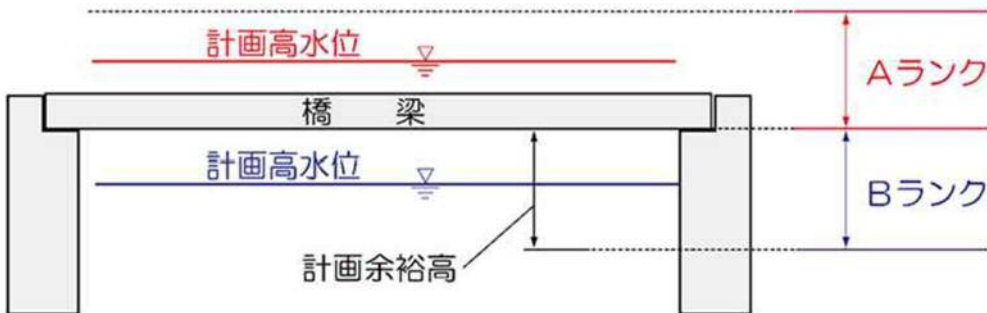 計画高水位
Aランク
橋 梁
計画高水位
Bランク
計画余裕高